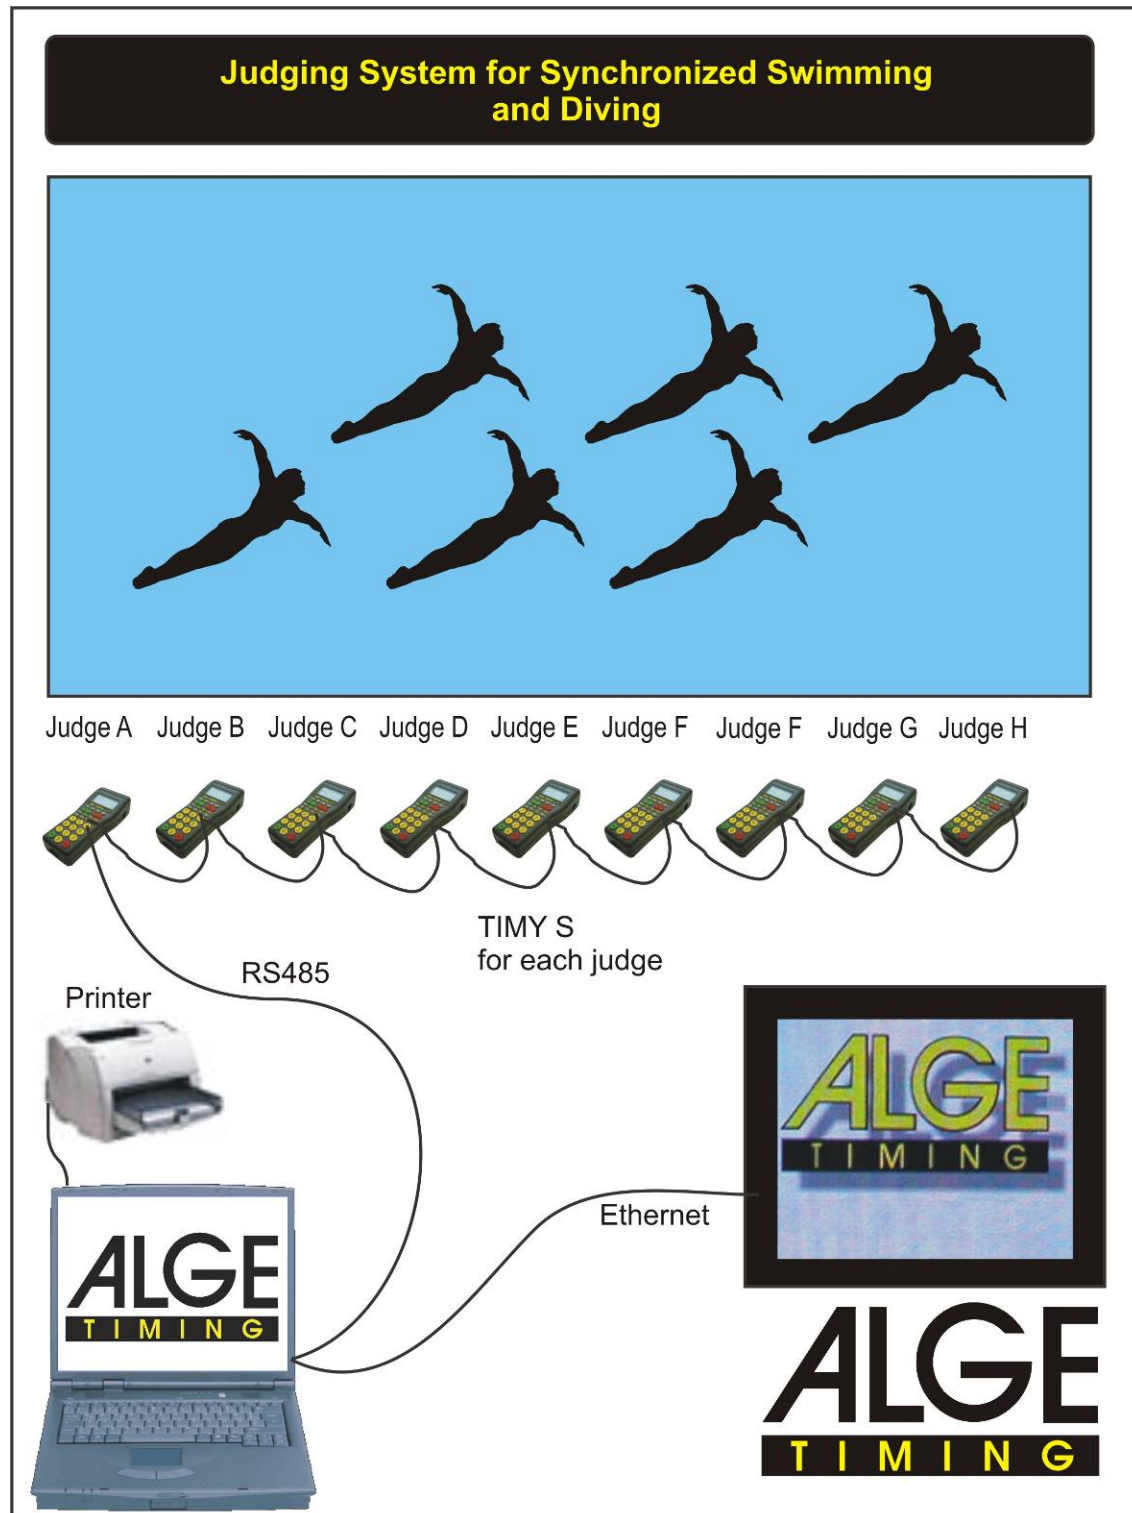 Judging System for Synchronized Swimming
and Diving
Judge A Judge B Judge C Judge D Judge E Judge F Judge F Judge G Judge H
TIMY S
for each judge
RS485
Printer
ALGE
TIMING
Ethernet
ALGE
TIMING
ALGE
TIMING